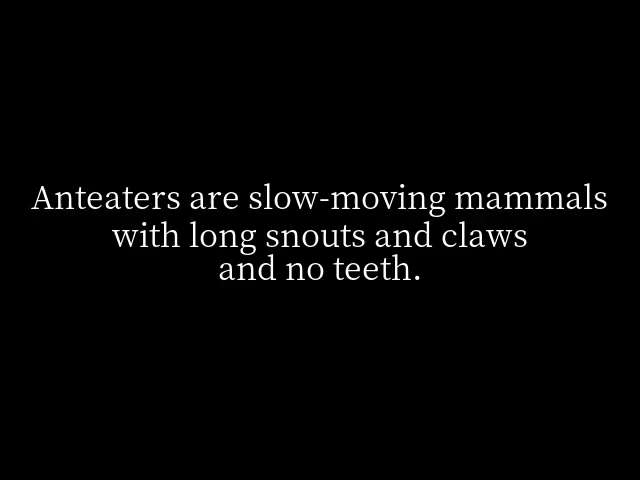 Anteaters are slow-moving mammals
with long snouts and claws
and no teeth.